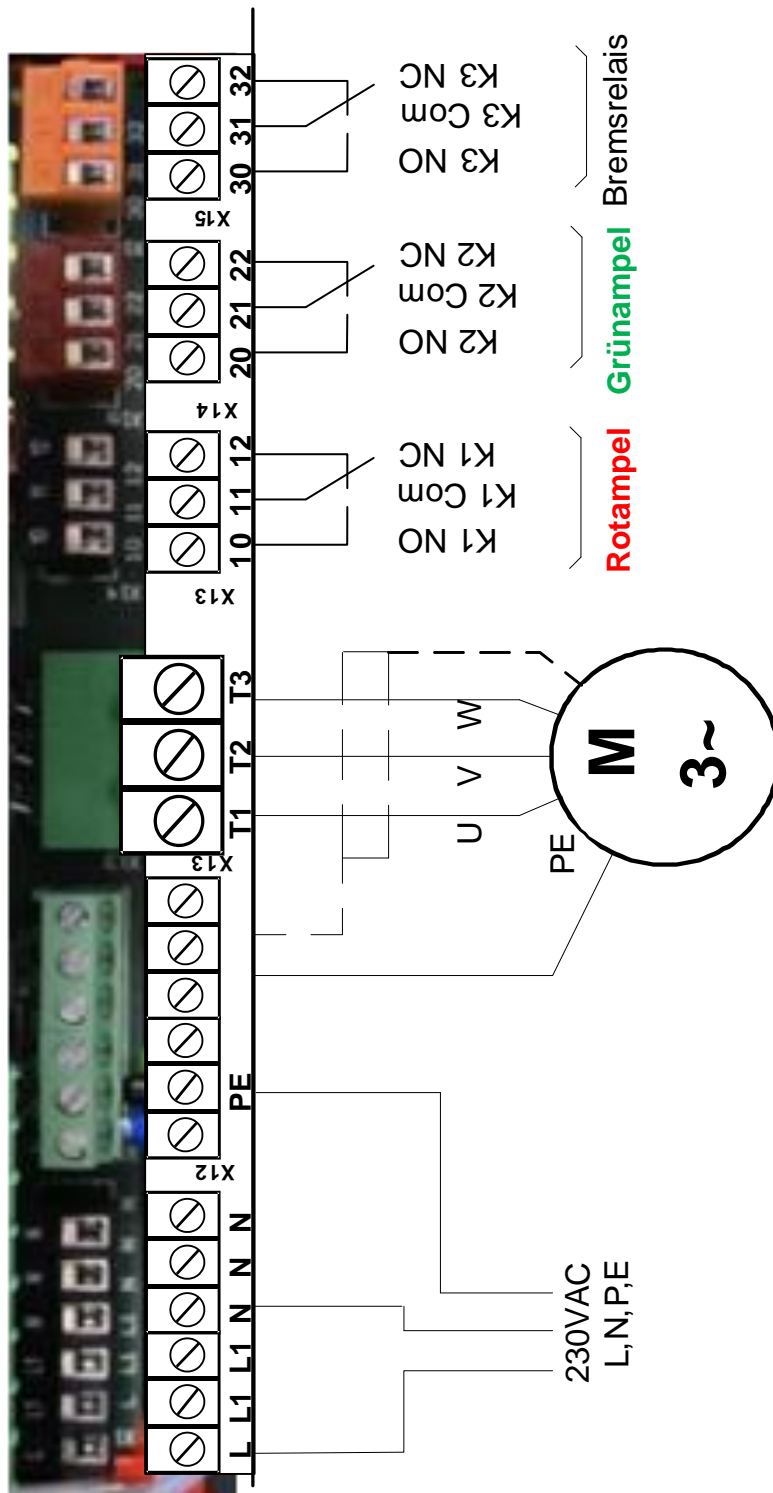 L L1 L1 N N N
X12
PE
X13
T1 T2 T3
X13
10 11 12
X14
20 21 22
X15
30 31 32
230VAC
L,N,P,E
PE
U V W
M
3~
K1 NO
K1 Com
K1 NC
Rotampel
K2 NO
K2 Com
K2 NC
Grünampel
K3 NO
K3 Com
K3 NC
Bremsrelais